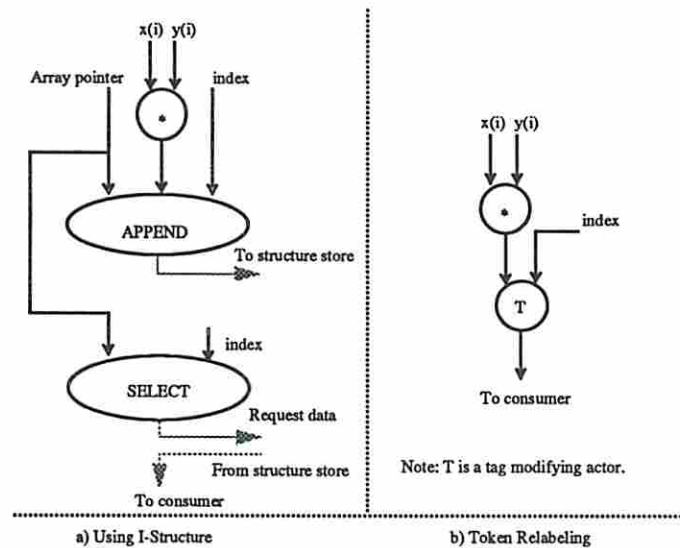 x(i) y(i)
Array pointer
index
*
APPEND
To structure store
index
SELECT
Request data
From structure store
To consumer
a) Using I-Structure
x(i) y(i)
*
index
T
To consumer
Note: T is a tag modifying actor.
b) Token Relabeling